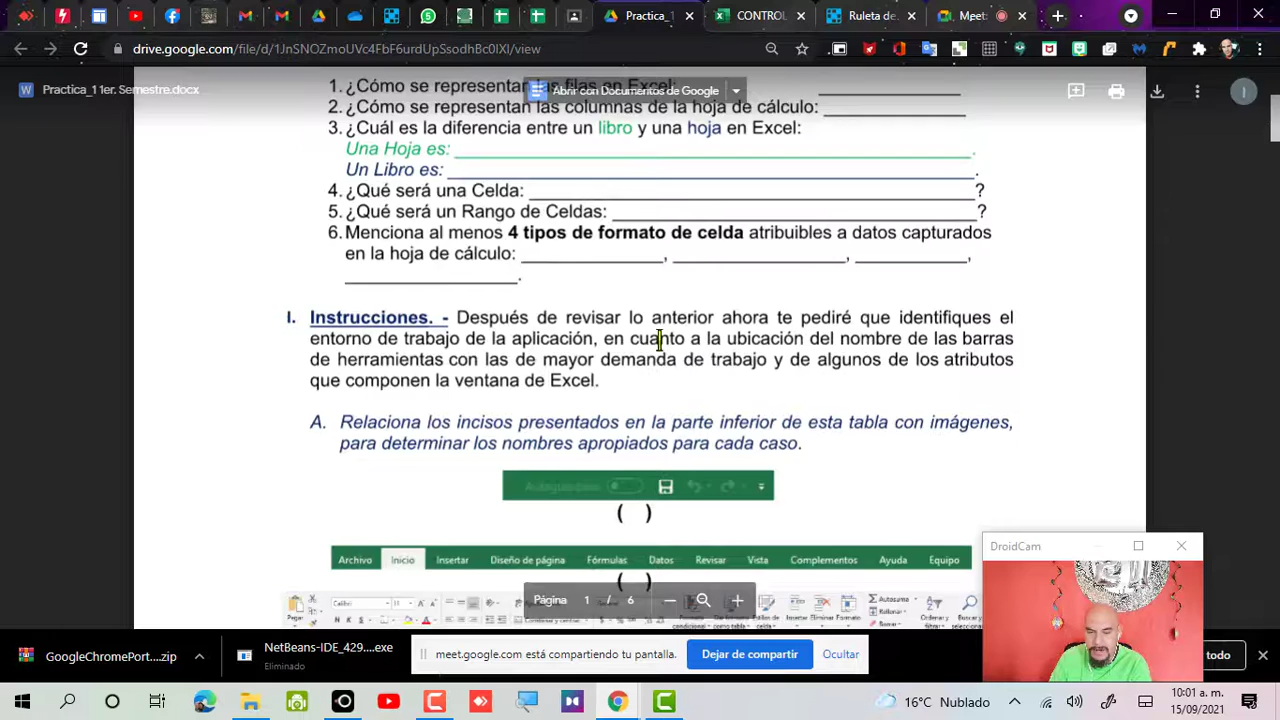 Practica_1
CONTROL
Ruleta de
Meet:
drive.google.com/file/d/1JnSNOZmoUVc4FbF6urdUpSsodhBc0IXI/view
Practica_1 1er. Semestre.docx
Abrir con Documentos de Google
1. ¿Cómo se representan las filas en Excel:
2. ¿Cómo se representan las columnas de la hoja de cálculo:
3. ¿Cuál es la diferencia entre un libro y una hoja en Excel:
Una Hoja es: .
Un Libro es: .
4. ¿Qué será una Celda: ?
5. ¿Qué será un Rango de Celdas: ?
6. Menciona al menos 4 tipos de formato de celda atribuibles a datos capturados
en la hoja de cálculo: , , ,
.
I. Instrucciones. - Después de revisar lo anterior ahora te pediré que identifiques el
entorno de trabajo de la aplicación, en cuanto a la ubicación del nombre de las barras
de herramientas con las de mayor demanda de trabajo y de algunos de los atributos
que componen la ventana de Excel.
A. Relaciona los incisos presentados en la parte inferior de esta tabla con imágenes,
para determinar los nombres apropiados para cada caso.
Autoguardado
( )
Archivo Inicio Insertar Diseño de página Fórmulas Datos Revisar Vista Complementos Ayuda Equipo
( )
Página 1 / 6
Calibri 11
N K S
Autosuma
Rellenar
Insertar Eliminar Formato
DroidCam
GoogleChromePort....zip
NetBeans-IDE_429....exe
Eliminado
meet.google.com está compartiendo tu pantalla.
Dejar de compartir
Ocultar
todo
16°C Nublado
10:01 a. m.
15/09/2021